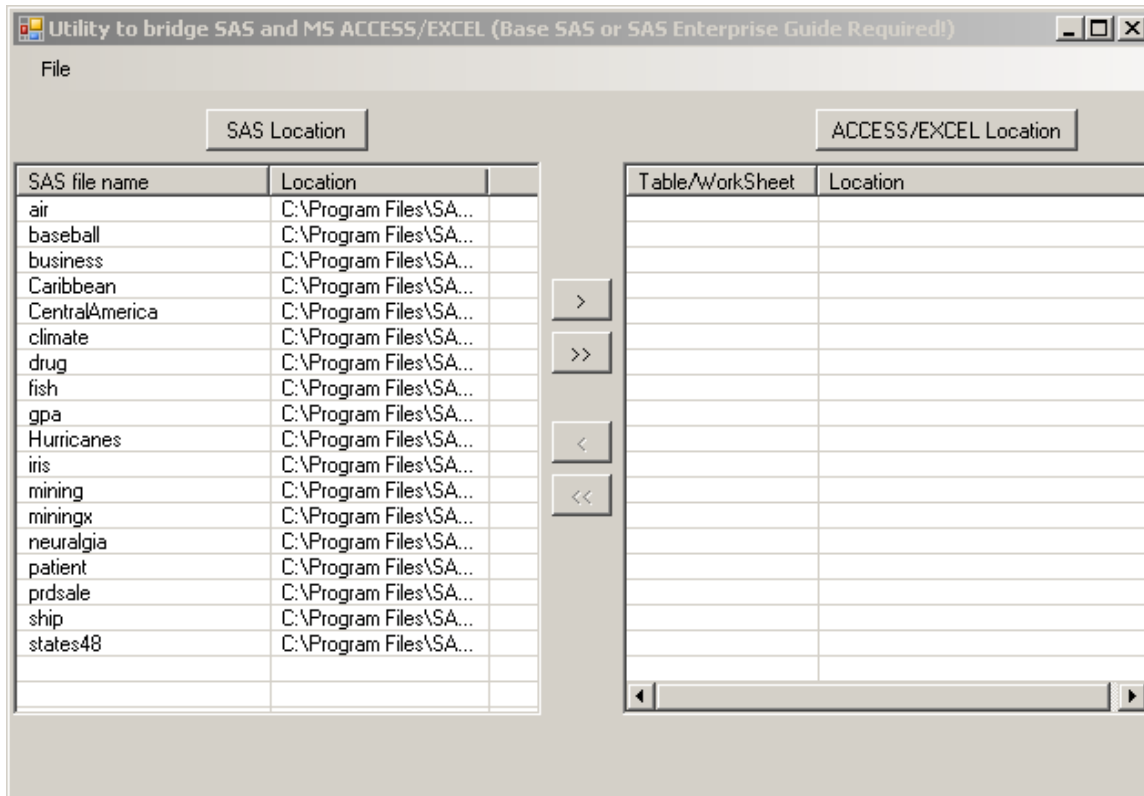 Utility to bridge SAS and MS ACCESS/EXCEL (Base SAS or SAS Enterprise Guide Required!)
File
SAS Location
ACCESS/EXCEL Location
SAS file name Location
Table/WorkSheet Location
air C:\Program Files\SA...
baseball C:\Program Files\SA...
business C:\Program Files\SA...
Caribbean C:\Program Files\SA...
CentralAmerica C:\Program Files\SA...
climate C:\Program Files\SA...
drug C:\Program Files\SA...
fish C:\Program Files\SA...
gpa C:\Program Files\SA...
Hurricanes C:\Program Files\SA...
iris C:\Program Files\SA...
mining C:\Program Files\SA...
miningx C:\Program Files\SA...
neuralgia C:\Program Files\SA...
patient C:\Program Files\SA...
prdsale C:\Program Files\SA...
ship C:\Program Files\SA...
states48 C:\Program Files\SA...
>
>>
<
<<